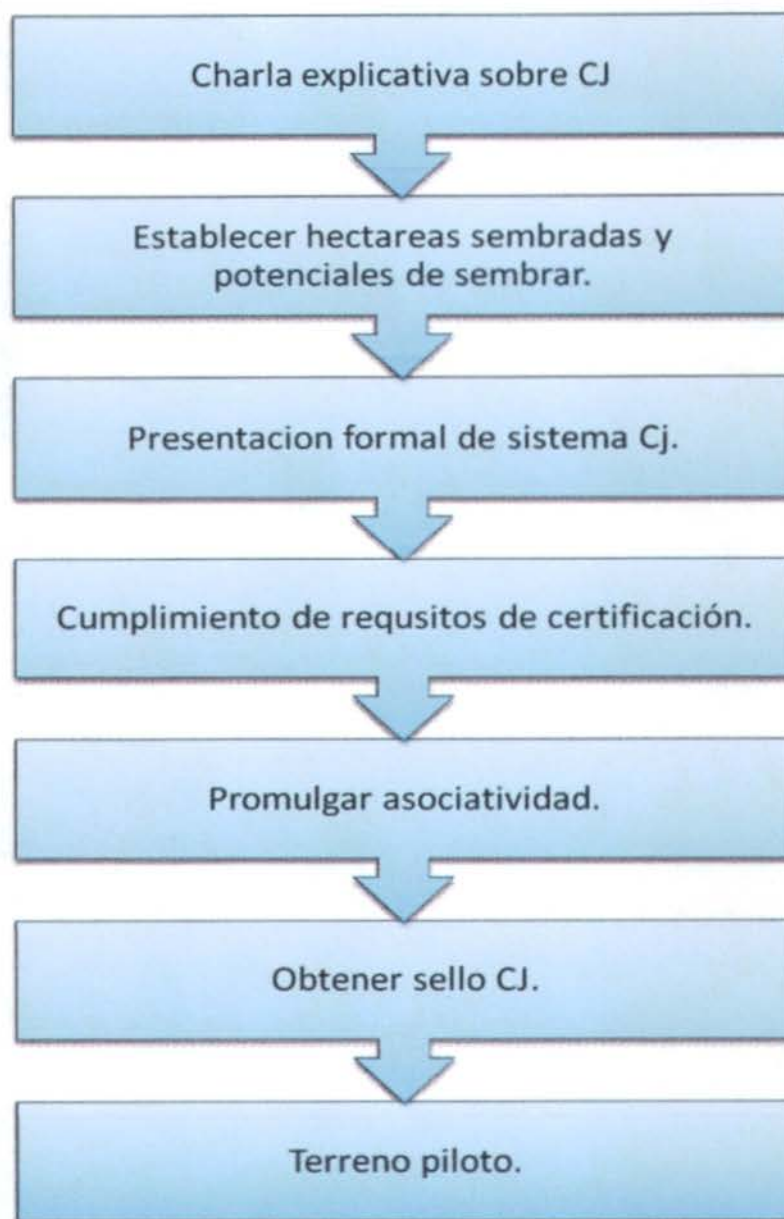 Charla explicativa sobre CJ
Establecer hectareas sembradas y
potenciales de sembrar.
Presentacion formal de sistema Cj.
Cumplimiento de requsitos de certificación.
Promulgar asociatividad.
Obtener sello CJ.
Terreno piloto.